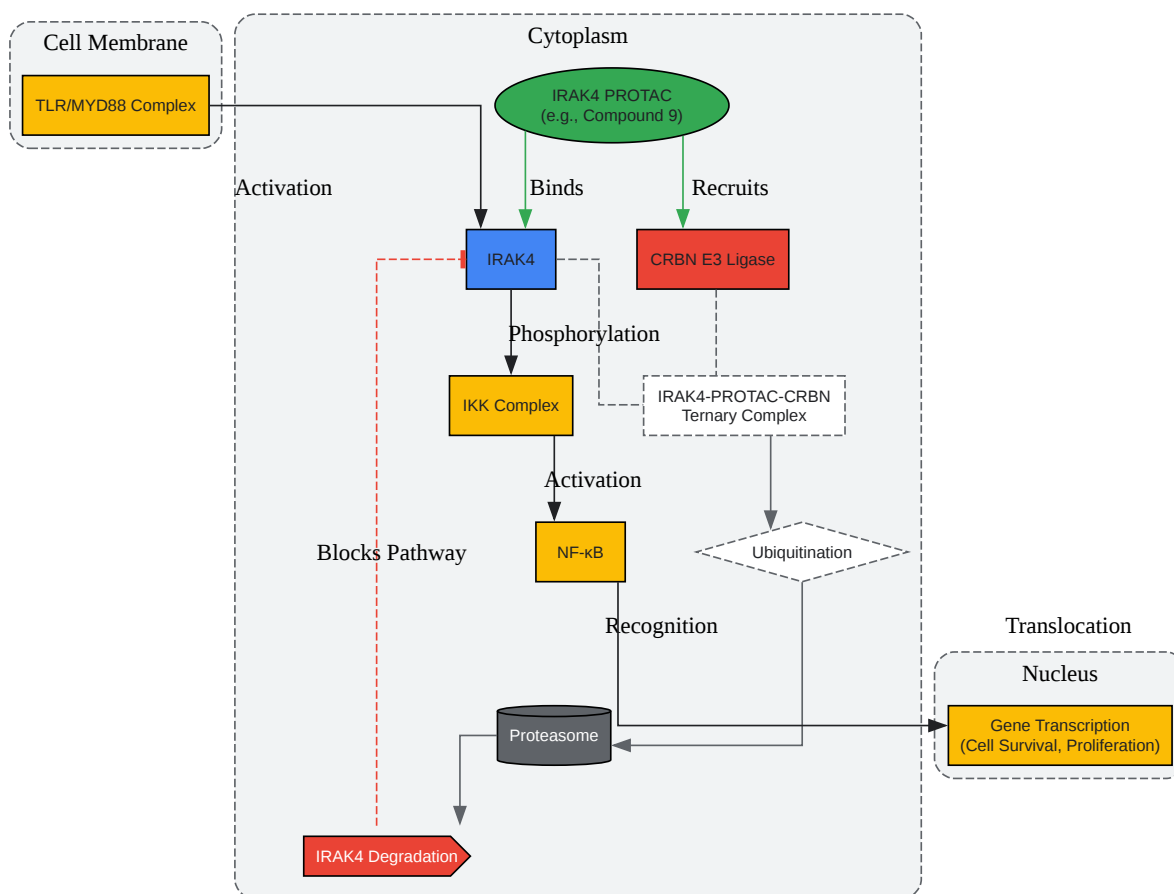 Cell Membrane
Cytoplasm
TLR/MYD88 Complex
IRAK4 PROTAC
(e.g., Compound 9)
Activation
Binds
Recruits
IRAK4
CRBN E3 Ligase
Phosphorylation
IKK Complex
IRAK4-PROTAC-CRBN
Ternary Complex
Activation
Blocks Pathway
NF-κB
Ubiquitination
Recognition
Translocation
Nucleus
Proteasome
Gene Transcription
(Cell Survival, Proliferation)
IRAK4 Degradation